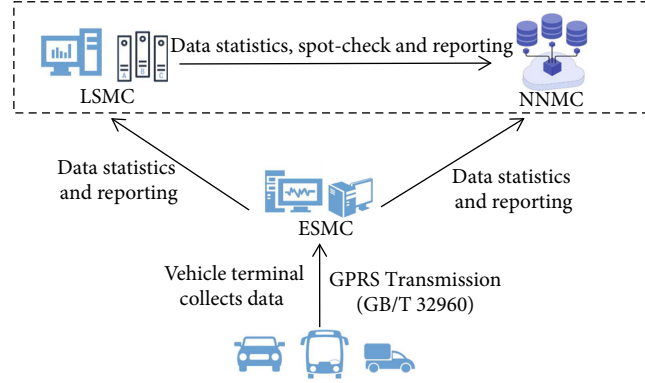 Data statistics, spot-check and reporting
A B C
LSMC
NNMC
Data statistics
and reporting
Data statistics
and reporting
ESMC
Vehicle terminal
collects data
GPRS Transmission
(GB/T 32960)